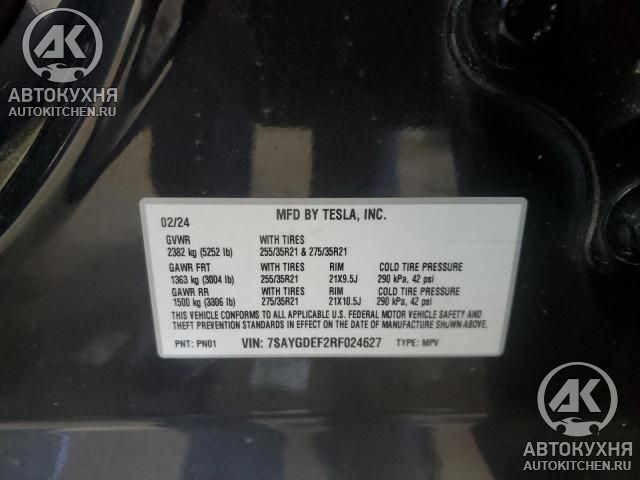 АК
АВТОКУХНЯ
AUTOKITCHEN.RU
02/24 MFD BY TESLA, INC.
GVWR WITH TIRES
2382 kg (5252 lb) 255/35R21 & 275/35R21
GAWR FRT WITH TIRES RIM COLD TIRE PRESSURE
1363 kg (3004 lb) 255/35R21 21X9.5J 290 kPa, 42 psi
GAWR RR WITH TIRES RIM COLD TIRE PRESSURE
1500 kg (3306 lb) 275/35R21 21X10.5J 290 kPa, 42 psi
THIS VEHICLE CONFORMS TO ALL APPLICABLE U.S. FEDERAL MOTOR VEHICLE SAFETY AND
THEFT PREVENTION STANDARDS IN EFFECT ON THE DATE OF MANUFACTURE SHOWN ABOVE.
PNT: PN01 VIN: 7SAYGDEF2RF024627 TYPE: MPV
АК
АВТОКУХНЯ
AUTOKITCHEN.RU